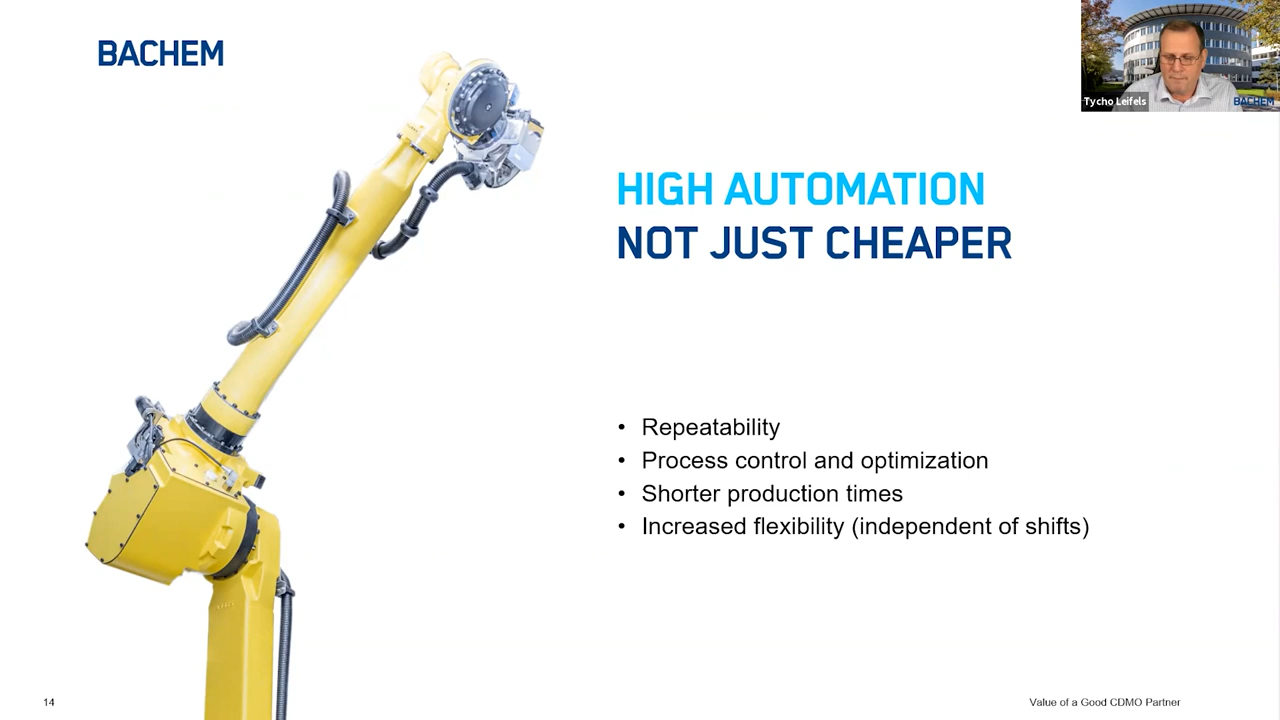 BACHEM
Tycho Leifels
BACHEM
HIGH AUTOMATION
NOT JUST CHEAPER
• Repeatability
• Process control and optimization
• Shorter production times
• Increased flexibility (independent of shifts)
14
Value of a Good CDMO Partner